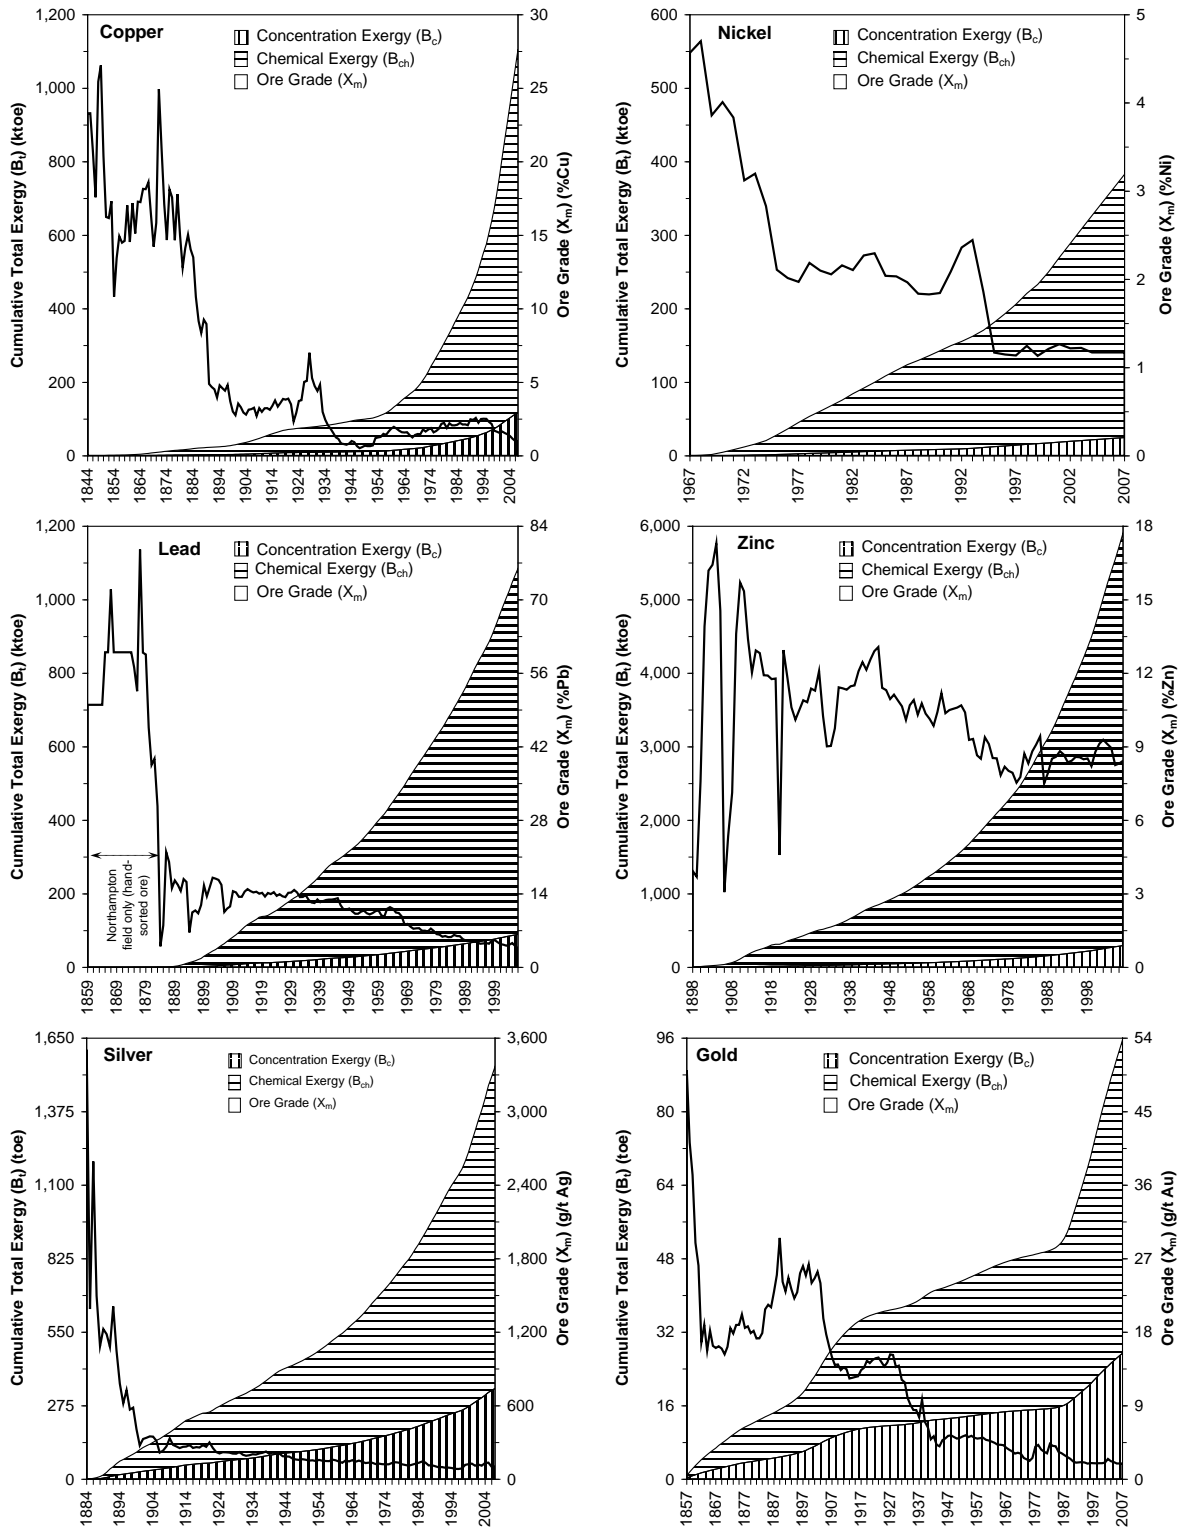 Copper
Concentration Exergy (Bc)
Chemical Exergy (Bch)
Ore Grade (Xm)
Cumulative Total Exergy (Bt) (ktoe)
1,200
1,000
800
600
400
200
0
Ore Grade (Xm) (%Cu)
30
25
20
15
10
5
0
1844 1854 1864 1874 1884 1894 1904 1914 1924 1934 1944 1954 1964 1974 1984 1994 2004
Nickel
Concentration Exergy (Bc)
Chemical Exergy (Bch)
Ore Grade (Xm)
Cumulative Total Exergy (Bt) (ktoe)
600
500
400
300
200
100
0
Ore Grade (Xm) (%Ni)
5
4
3
2
1
0
1967 1972 1977 1982 1987 1992 1997 2002 2007
Lead
Concentration Exergy (Bc)
Chemical Exergy (Bch)
Ore Grade (Xm)
Cumulative Total Exergy (Bt) (ktoe)
1,200
1,000
800
600
400
200
0
Northampton
field only (hand-
sorted ore)
Ore Grade (Xm) (%Pb)
84
70
56
42
28
14
0
1859 1869 1879 1889 1899 1909 1919 1929 1939 1949 1959 1969 1979 1989 1999
Zinc
Concentration Exergy (Bc)
Chemical Exergy (Bch)
Ore Grade (Xm)
Cumulative Total Exergy (Bt) (ktoe)
6,000
5,000
4,000
3,000
2,000
1,000
0
Ore Grade (Xm) (%Zn)
18
15
12
9
6
3
0
1898 1908 1918 1928 1938 1948 1958 1968 1978 1988 1998
Silver
Concentration Exergy (Bc)
Chemical Exergy (Bch)
Ore Grade (Xm)
Cumulative Total Exergy (Bt) (toe)
1,650
1,375
1,100
825
550
275
0
Ore Grade (Xm) (g/t Ag)
3,600
3,000
2,400
1,800
1,200
600
0
1884 1894 1904 1914 1924 1934 1944 1954 1964 1974 1984 1994 2004
Gold
Concentration Exergy (Bc)
Chemical Exergy (Bch)
Ore Grade (Xm)
Cumulative Total Exergy (Bt) (toe)
96
80
64
48
32
16
0
Ore Grade (Xm) (g/t Au)
54
45
36
27
18
9
0
1857 1867 1877 1887 1897 1907 1917 1927 1937 1947 1957 1967 1977 1987 1997 2007